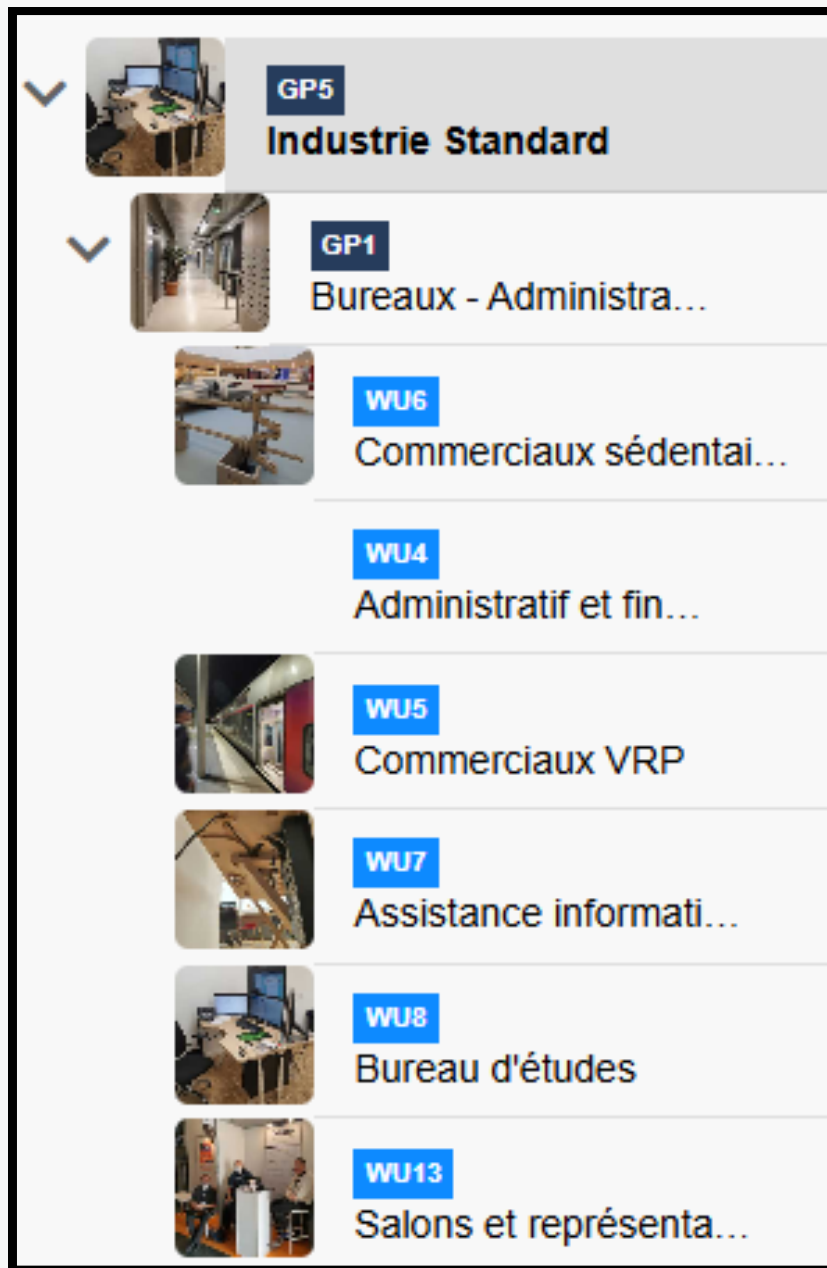 GP5
Industrie Standard
GP1
Bureaux - Administra...
WU6
Commerciaux sédentai...
WU4
Administratif et fin...
WU5
Commerciaux VRP
WU7
Assistance informati...
WU8
Bureau d'études
WU13
Salons et représenta...